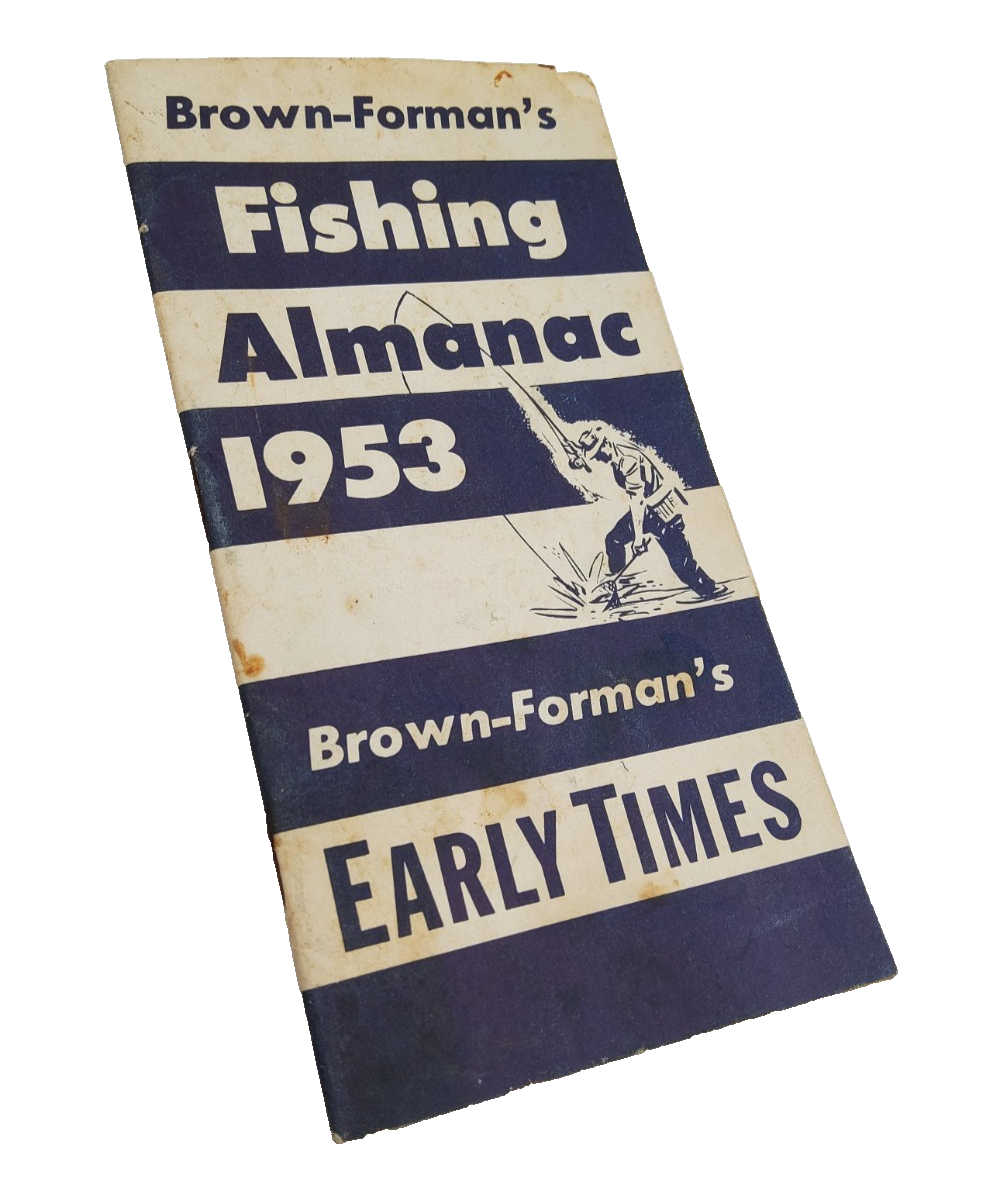 Brown-Forman's
Fishing
Almanac
1953
Brown-Forman's
EARLY TIMES